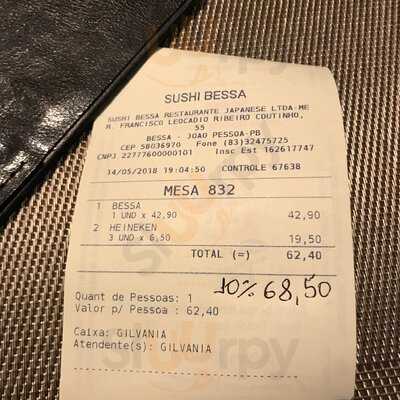 SUSHI BESSA
SUSHI BESSA RESTAURANTE JAPANESE LTDA-ME
R. FRANCISCO LEOCADIO RIBEIRO COUTINHO,
55
BESSA - JOAO PESSOA-PB
CEP 58036970 Fone (83)32475725
CNPJ 22777600000101 Insc Est 162617747
14/05/2018 19:04:50 CONTROLE 67638
MESA 832
1 BESSA
1 UND x 42,90 42,90
2 HEINEKEN
3 UND x 6,50 19,50
TOTAL (=) 62,40
10% 68,50
Quant de Pessoas: 1
Valor p/ Pessoa : 62,40
Caixa: GILVANIA
Atendente(s): GILVANIA